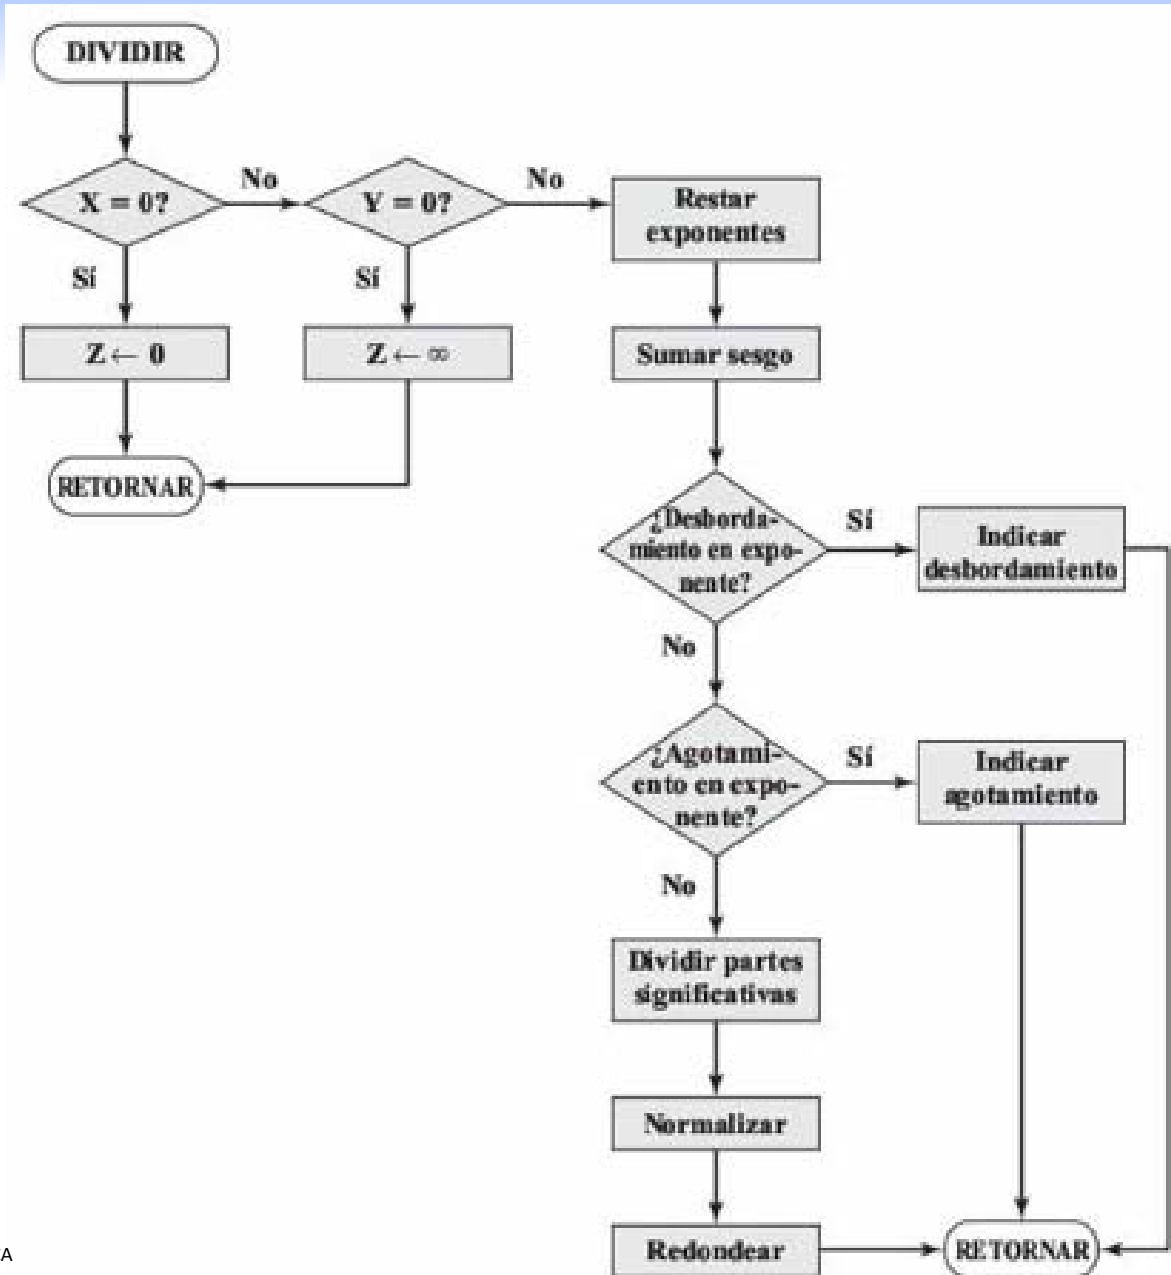 DIVIDIR
X = 0?
No
Y = 0?
No
Restar
exponentes
Sí
Sí
Z ← 0
Z ← ∞
Sumar sesgo
RETORNAR
¿Desborda-
miento en expo-
nente?
Sí
Indicar
desbordamiento
No
¿Agotami-
ento en expo-
nente?
Sí
Indicar
agotamiento
No
Dividir partes
significativas
Normalizar
Redondear
RETORNAR
A